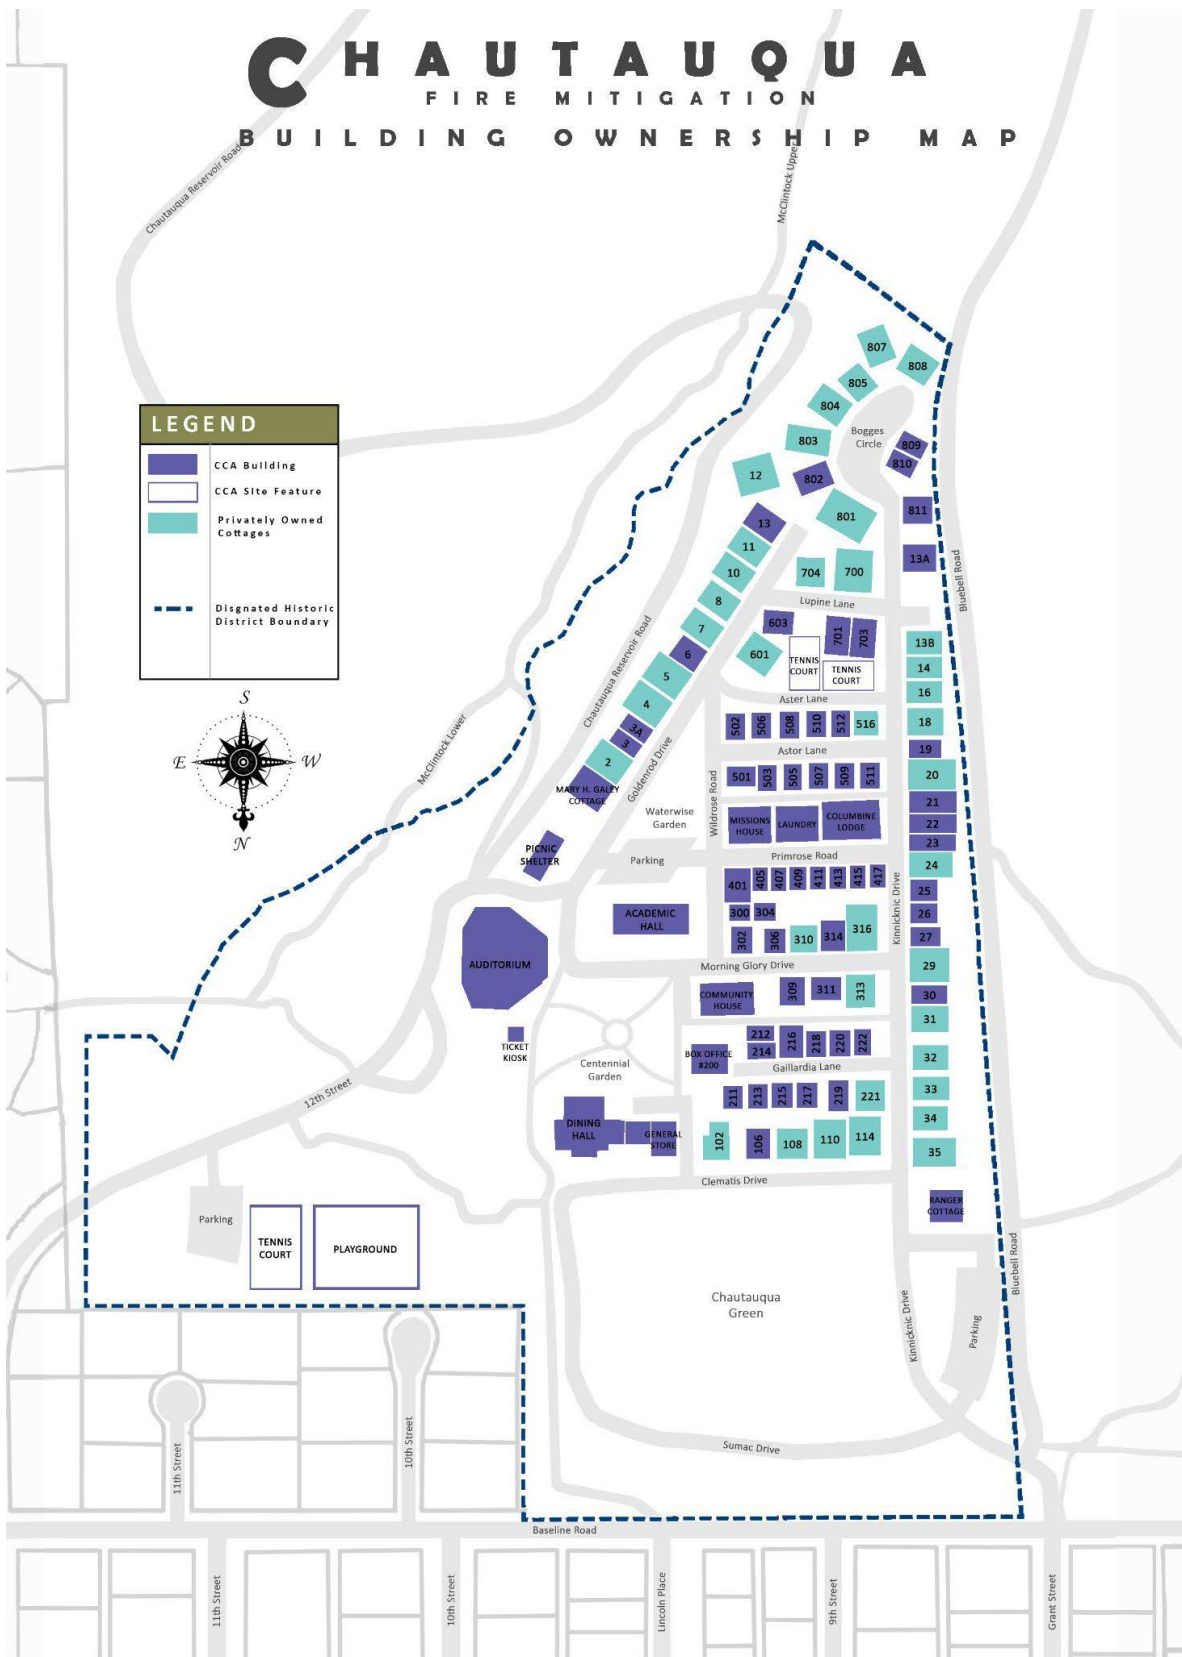 CHAUTAUQUA
FIRE MITIGATION
BUILDING OWNERSHIP MAP
Chautauqua Reservoir Road
McClintock Upper
LEGEND
CCA Building
CCA Site Feature
Privately Owned
Cottages
Disgnated Historic
District Boundary
S
E
W
N
807
808
805
804
803
Bogges
Circle
809
810
12
802
801
811
13
11
13A
10
704
700
Bluebell Road
8
Lupine Lane
7
603
701
703
13B
6
601
TENNIS
COURT
TENNIS
COURT
14
5
16
4
Aster Lane
Chautauqua Reservoir Road
3A
3
502
506
508
510
512
516
18
Goldenrod Drive
Astor Lane
19
McClintock Lower
2
MARY H. GALEY
COTTAGE
501
503
505
507
509
511
20
Wildrose Road
Waterwise
Garden
MISSIONS
HOUSE
LAUNDRY
COLUMBINE
LODGE
21
22
23
PICNIC
SHELTER
Parking
Primrose Road
24
401
405
407
409
411
413
415
417
25
Kinnicknic Drive
ACADEMIC
HALL
300
304
26
302
306
310
314
316
27
AUDITORIUM
Morning Glory Drive
29
COMMUNITY
HOUSE
309
311
313
30
31
TICKET
KIOSK
212
214
216
218
220
222
32
Centennial
Garden
BOX OFFICE
#200
Gaillardia Lane
12th Street
211
213
215
217
219
221
33
34
DINING
HALL
GENERAL
STORE
102
106
108
110
114
35
Clematis Drive
RANGER
COTTAGE
Parking
TENNIS
COURT
PLAYGROUND
Bluebell Road
Chautauqua
Green
Kinnicknic Drive
Parking
Sumac Drive
11th Street
10th Street
Baseline Road
11th Street
10th Street
Lincoln Place
9th Street
Grant Street